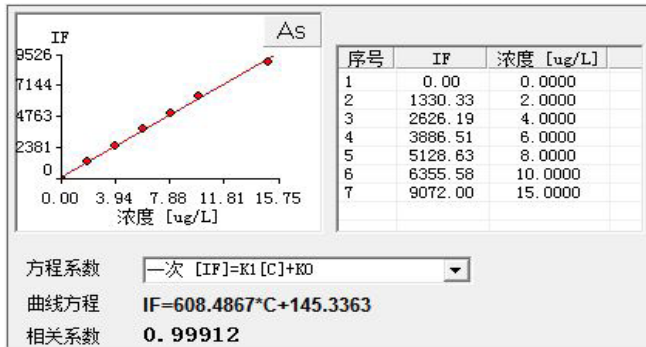 IF
As
9526
7144
4763
2381
0
0.00 3.94 7.88 11.81 15.75
浓度 [ug/L]
序号 IF 浓度 [ug/L]
1 0.00 0.0000
2 1330.33 2.0000
3 2626.19 4.0000
4 3886.51 6.0000
5 5128.63 8.0000
6 6355.58 10.0000
7 9072.00 15.0000
方程系数 一次 [IF]=K1[C]+K0
曲线方程 IF=608.4867*C+145.3363
相关系数 0.99912